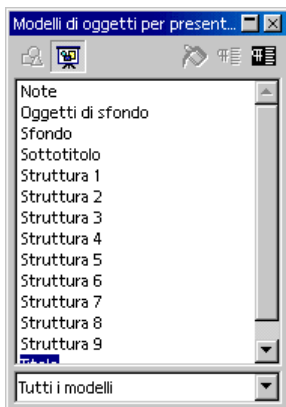 Modelli di oggetti per present...
Note
Oggetti di sfondo
Sfondo
Sottotitolo
Struttura 1
Struttura 2
Struttura 3
Struttura 4
Struttura 5
Struttura 6
Struttura 7
Struttura 8
Struttura 9
Titolo
Tutti i modelli